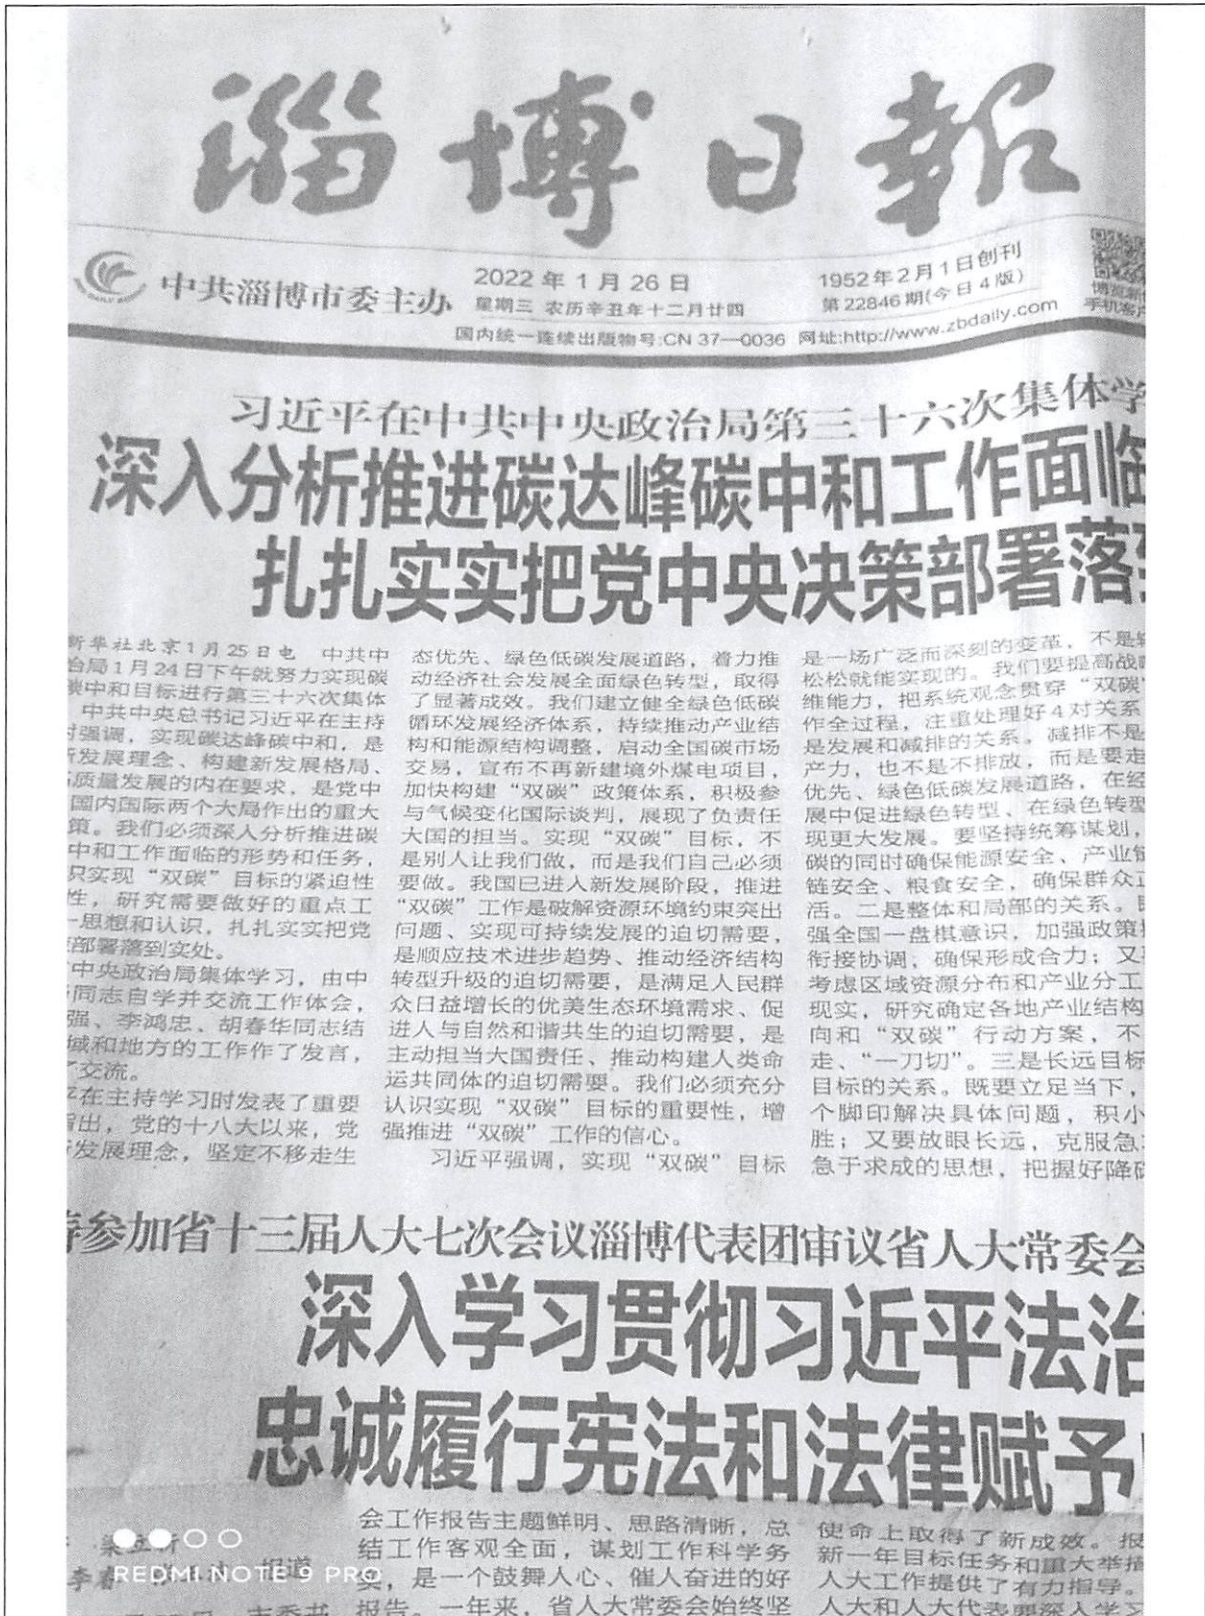 淄博日報
中共淄博市委主办
2022年1月26日
星期三 农历辛丑年十二月廿四
1952年2月1日创刊
第22846期(今日4版)
国内统一连续出版物号:CN 37—0036 网址:http://www.zbdaily.com
手机客户
习近平在中共中央政治局第三十六次集体学
深入分析推进碳达峰碳中和工作面临
扎扎实实把党中央决策部署落到
新华社北京1月25日电 中共中
治局1月24日下午就努力实现碳
碳中和目标进行第三十六次集体
中共中央总书记习近平在主持
时强调，实现碳达峰碳中和，是
发展理念、构建新发展格局、
质量发展的内在要求，是党中
国内国际两个大局作出的重大
策。我们必须深入分析推进碳
中和工作面临的形势和任务，
识实现“双碳”目标的紧迫性
性，研究需要做好的重点工
一思想和认识，扎扎实实把党
部署落到实处。
中央政治局集体学习，由中
同志自学并交流工作体会，
强、李鸿忠、胡春华同志结
域和地方的工作作了发言，
了交流。
在主持学习时发表了重要
出，党的十八大以来，党
发展理念，坚定不移走生
态优先、绿色低碳发展道路，着力推
动经济社会发展全面绿色转型，取得
了显著成效。我们建立健全绿色低碳
循环发展经济体系，持续推动产业结
构和能源结构调整，启动全国碳市场
交易，宣布不再新建境外煤电项目，
加快构建“双碳”政策体系，积极参
与气候变化国际谈判，展现了负责任
大国的担当。实现“双碳”目标，不
是别人让我们做，而是我们自己必须
要做。我国已进入新发展阶段，推进
“双碳”工作是破解资源环境约束突出
问题、实现可持续发展的迫切需要，
是顺应技术进步趋势、推动经济结构
转型升级的迫切需要，是满足人民群
众日益增长的优美生态环境需求、促
进人与自然和谐共生的迫切需要，是
主动担当大国责任、推动构建人类命
运共同体的迫切需要。我们必须充分
认识实现“双碳”目标的重要性，增
强推进“双碳”工作的信心。
习近平强调，实现“双碳”目标
是一场广泛而深刻的变革，不是轻
松松就能实现的。我们要提高战略
维能力，把系统观念贯穿“双碳”
作全过程，注重处理好4对关系
是发展和减排的关系。减排不是
产力，也不是不排放，而是要走
优先、绿色低碳发展道路，在经
展中促进绿色转型、在绿色转型
现更大发展。要坚持统筹谋划，
碳的同时确保能源安全、产业链
链安全、粮食安全，确保群众正
活。二是整体和局部的关系。既
强全国一盘棋意识，加强政策措
衔接协调，确保形成合力；又要
考虑区域资源分布和产业分工
现实，研究确定各地产业结构
向和“双碳”行动方案，不
走、“一刀切”。三是长远目标
目标的关系。既要立足当下，
个脚印解决具体问题，积小
胜；又要放眼长远，克服急
急于求成的思想，把握好降碳
参加省十三届人大七次会议淄博代表团审议省人大常委会
深入学习贯彻习近平法治
忠诚履行宪法和法律赋予
李睿 报道
市委书
会工作报告主题鲜明、思路清晰，总
结工作客观全面，谋划工作科学务
实，是一个鼓舞人心、催人奋进的好
报告。一年来，省人大常委会始终坚
使命上取得了新成效。报
新一年目标任务和重大举措
人大工作提供了有力指导。
人大和人大代表要深入学习
REDMI NOTE 9 PRO